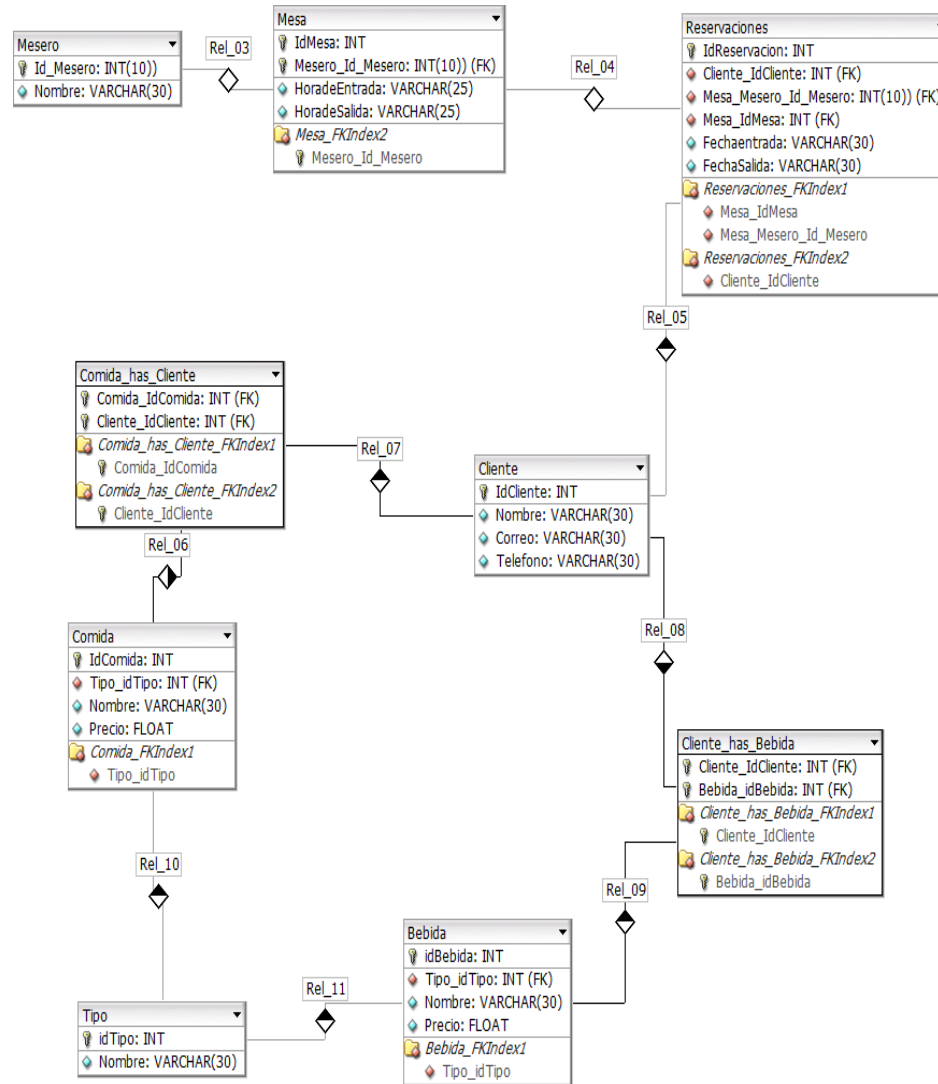 Mesero
Id_Mesero: INT(10))
Nombre: VARCHAR(30)
Rel_03
Mesa
IdMesa: INT
Mesero_Id_Mesero: INT(10)) (FK)
HoradeEntrada: VARCHAR(25)
HoradeSalida: VARCHAR(25)
Mesa_FKIndex2
Mesero_Id_Mesero
Rel_04
Reservaciones
IdReservacion: INT
Cliente_IdCliente: INT (FK)
Mesa_Mesero_Id_Mesero: INT(10)) (FK)
Mesa_IdMesa: INT (FK)
Fechaentrada: VARCHAR(30)
FechaSalida: VARCHAR(30)
Reservaciones_FKIndex1
Mesa_IdMesa
Mesa_Mesero_Id_Mesero
Reservaciones_FKIndex2
Cliente_IdCliente
Rel_05
Comida_has_Cliente
Comida_IdComida: INT (FK)
Cliente_IdCliente: INT (FK)
Comida_has_Cliente_FKIndex1
Comida_IdComida
Comida_has_Cliente_FKIndex2
Cliente_IdCliente
Rel_07
Cliente
IdCliente: INT
Nombre: VARCHAR(30)
Correo: VARCHAR(30)
Telefono: VARCHAR(30)
Rel_06
Rel_08
Comida
IdComida: INT
Tipo_idTipo: INT (FK)
Nombre: VARCHAR(30)
Precio: FLOAT
Comida_FKIndex1
Tipo_idTipo
Cliente_has_Bebida
Cliente_IdCliente: INT (FK)
Bebida_idBebida: INT (FK)
Cliente_has_Bebida_FKIndex1
Cliente_IdCliente
Cliente_has_Bebida_FKIndex2
Bebida_idBebida
Rel_10
Rel_09
Bebida
idBebida: INT
Tipo_idTipo: INT (FK)
Nombre: VARCHAR(30)
Precio: FLOAT
Bebida_FKIndex1
Tipo_idTipo
Rel_11
Tipo
idTipo: INT
Nombre: VARCHAR(30)